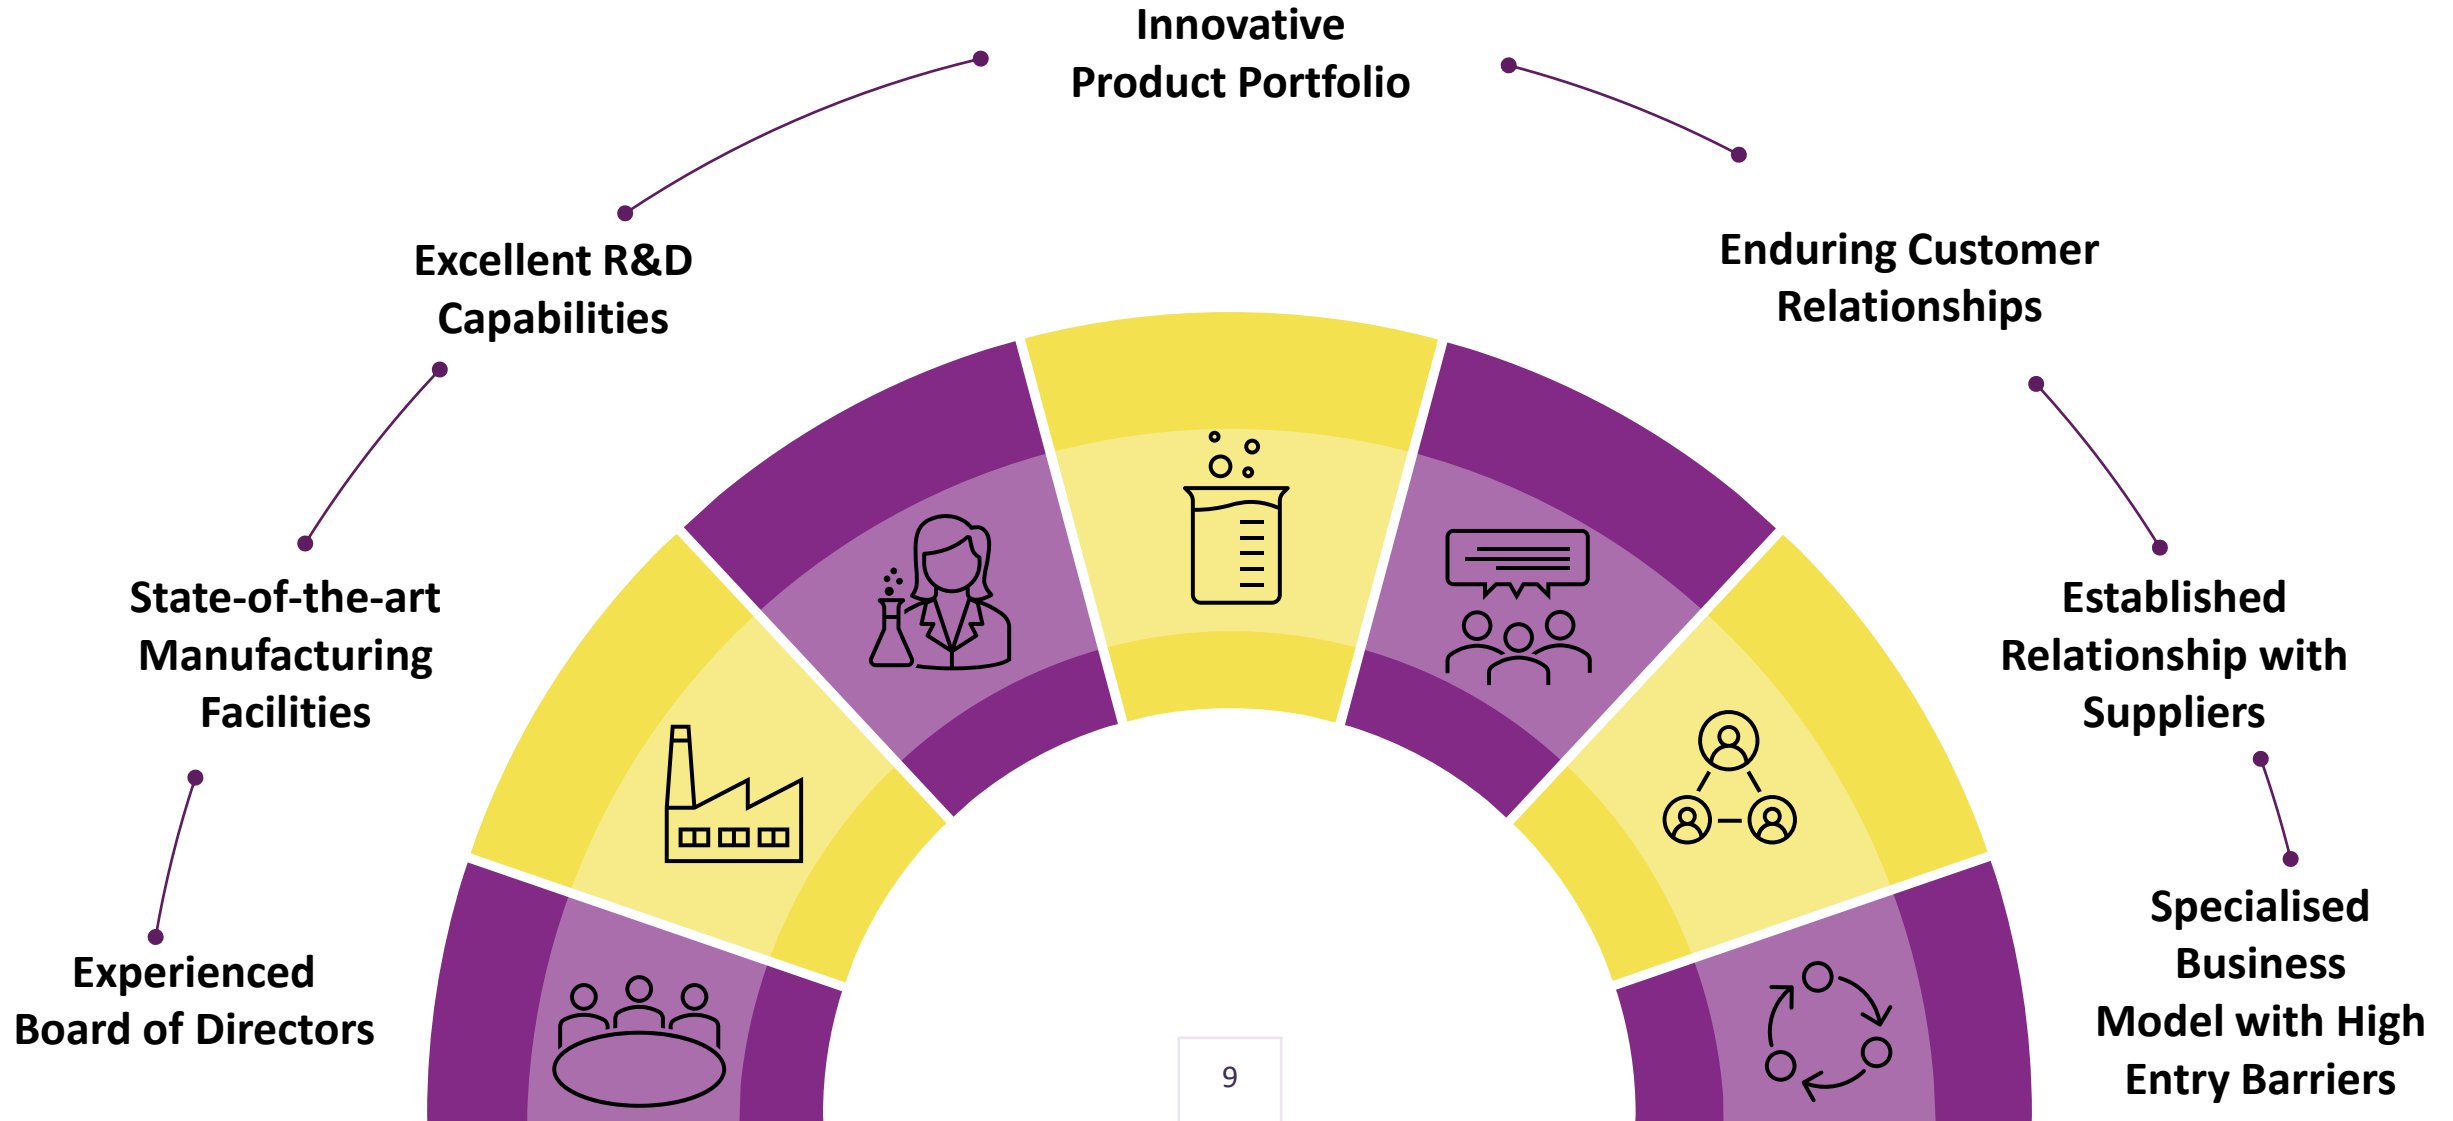 Innovative
Product Portfolio
Excellent R&D
Capabilities
Enduring Customer
Relationships
State-of-the-art
Manufacturing
Facilities
Established
Relationship with
Suppliers
Experienced
Board of Directors
Specialised
Business
Model with High
Entry Barriers
9